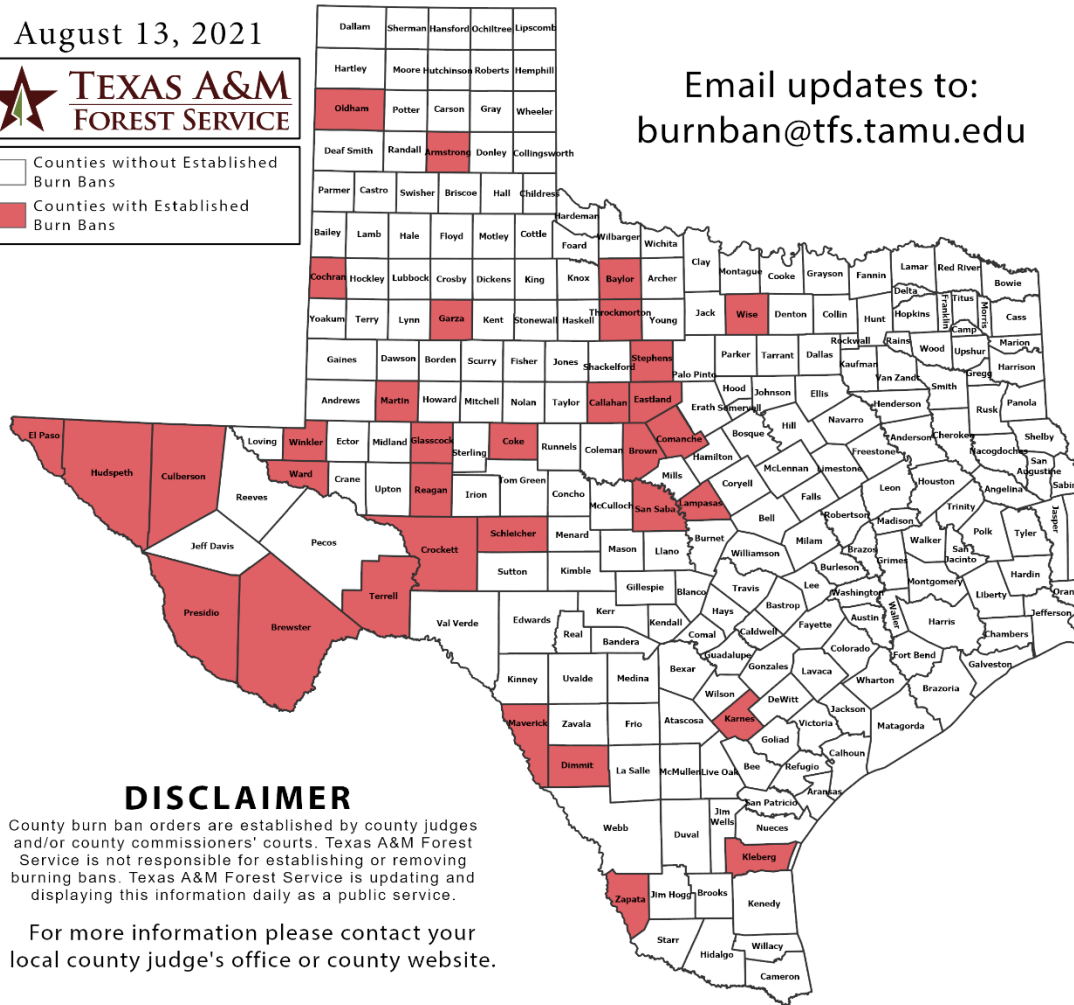 August 13, 2021
TEXAS A&M
FOREST SERVICE
Counties without Established
Burn Bans
Counties with Established
Burn Bans
Email updates to:
burnban@tfs.tamu.edu
Dallam Sherman Hansford Ochiltree Lipscomb
Hartley Moore Hutchinson Roberts Hemphill
Oldham Potter Carson Gray Wheeler
Deaf Smith Randall Armstrong Donley Collingsworth
Parmer Castro Swisher Briscoe Hall Childress
Hardeman
Bailey Lamb Hale Floyd Motley Cottle Foard Wilbarger Wichita
Clay Montague Cooke Grayson Fannin Lamar Red River Bowie
Cochran Hockley Lubbock Crosby Dickens King Knox Baylor Archer
Delta Titus Franklin Morris
Yoakum Terry Lynn Garza Kent Stonewall Haskell Throckmorton Young Jack Wise Denton Collin Hunt Hopkins Camp Cass
Rockwall Rains Wood Upshur Marion
Gaines Dawson Borden Scurry Fisher Jones Shackelford Stephens Palo Pinto Parker Tarrant Dallas Kaufman Van Zandt Gregg Harrison
Andrews Martin Howard Mitchell Nolan Taylor Callahan Eastland Erath Hood Somervell Johnson Ellis Henderson Smith Rusk Panola
El Paso Hudspeth Culberson Loving Winkler Ector Midland Glasscock Sterling Coke Runnels Coleman Brown Comanche Hamilton Bosque Hill Navarro Freestone Anderson Cherokee Nacogdoches Shelby
San Augustine Sabin
Reeves Ward Crane Upton Reagan Irion Tom Green Concho McCulloch San Saba Mills Lampasas Coryell McLennan Limestone Falls Leon Houston Angelina Trinity
Jeff Davis Pecos Crockett Schleicher Menard Mason Llano Burnet Bell Milam Robertson Madison Walker Polk Tyler Jasper
Sutton Kimble Williamson Brazos Grimes San Jacinto Hardin
Presidio Brewster Terrell Val Verde Edwards Gillespie Blanco Travis Burleson Lee Washington Montgomery Liberty Oran
Real Kerr Kendall Bandera Hays Comal Bastrop Caldwell Fayette Austin Waller Harris Chambers Jefferson
Kinney Uvalde Medina Bexar Guadalupe Gonzales Lavaca Colorado Fort Bend Galveston
Wilson DeWitt Wharton Brazoria
Maverick Zavala Frio Atascosa Karnes Goliad Victoria Jackson Matagorda
Dimmit La Salle McMullen Live Oak Bee Refugio Calhoun
Aransas San Patricio
Webb Duval Jim Wells Nueces
Kleberg
Zapata Jim Hogg Brooks Kenedy
Starr Hidalgo Willacy
Cameron
DISCLAIMER
County burn ban orders are established by county judges
and/or county commissioners' courts. Texas A&M Forest
Service is not responsible for establishing or removing
burning bans. Texas A&M Forest Service is updating and
displaying this information daily as a public service.
For more information please contact your
local county judge's office or county website.